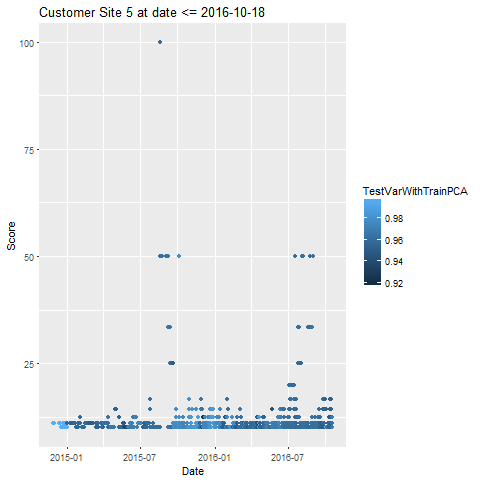 Customer Site 5 at date <= 2016-10-18
100
75
50
25
Score
2015-01 2015-07 2016-01 2016-07
Date
TestVarWithTrainPCA
0.98
0.96
0.94
0.92